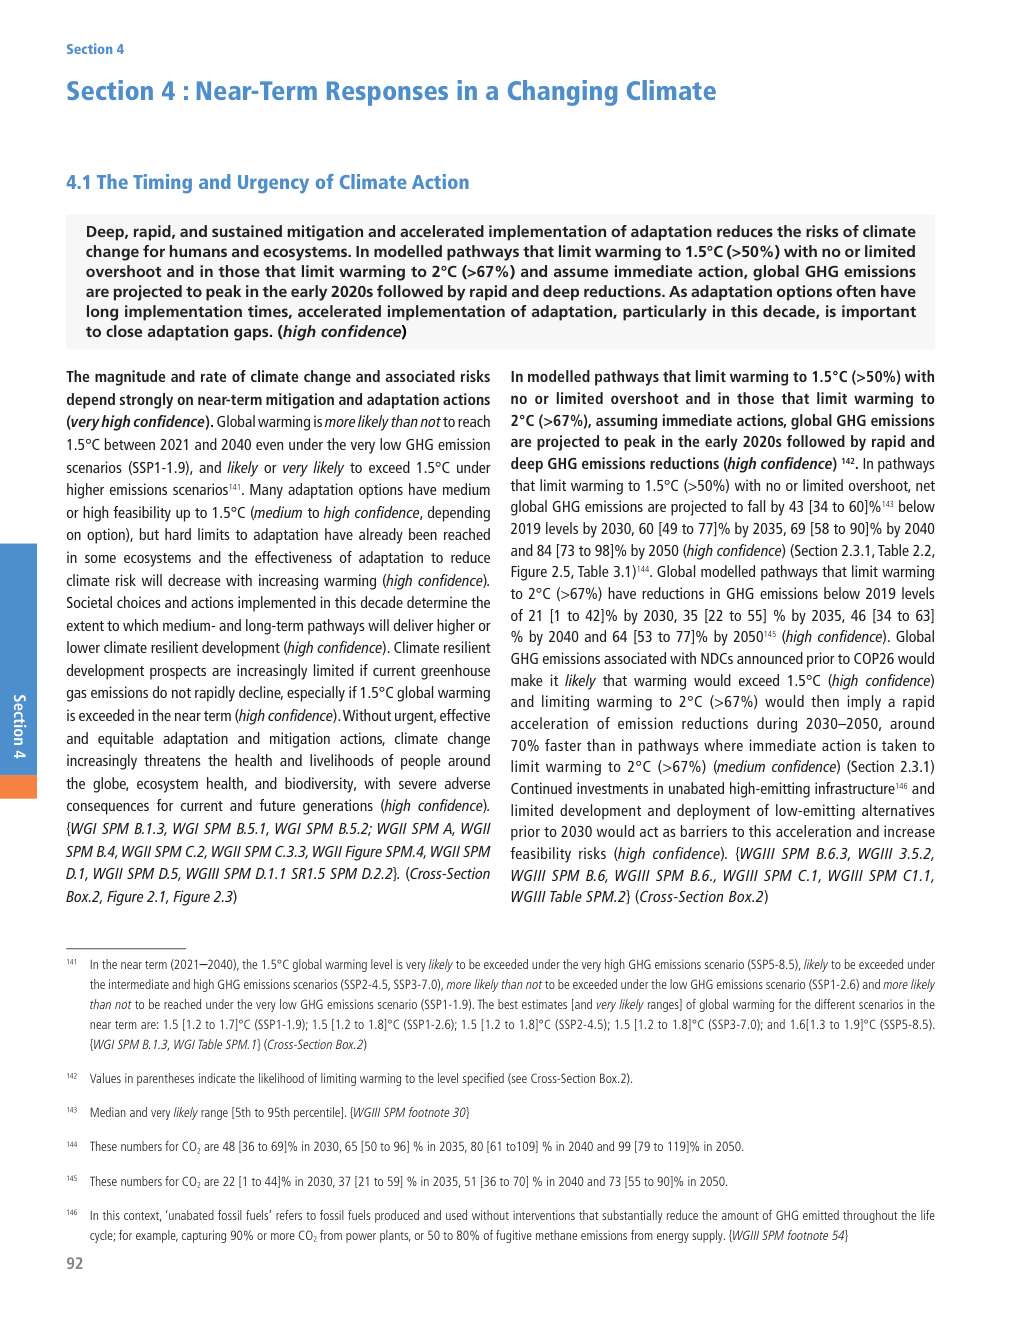 Section 4
Section 4 : Near-Term Responses in a Changing Climate
4.1 The Timing and Urgency of Climate Action
Deep, rapid, and sustained mitigation and accelerated implementation of adaptation reduces the risks of climate
change for humans and ecosystems. In modelled pathways that limit warming to 1.5°C (>50%) with no or limited
overshoot and in those that limit warming to 2°C (>67%) and assume immediate action, global GHG emissions
are projected to peak in the early 2020s followed by rapid and deep reductions. As adaptation options often have
long implementation times, accelerated implementation of adaptation, particularly in this decade, is important
to close adaptation gaps. (high confidence)
The magnitude and rate of climate change and associated risks
depend strongly on near-term mitigation and adaptation actions
(very high confidence). Global warming is more likely than not to reach
1.5°C between 2021 and 2040 even under the very low GHG emission
scenarios (SSP1-1.9), and likely or very likely to exceed 1.5°C under
higher emissions scenarios141. Many adaptation options have medium
or high feasibility up to 1.5°C (medium to high confidence, depending
on option), but hard limits to adaptation have already been reached
in some ecosystems and the effectiveness of adaptation to reduce
climate risk will decrease with increasing warming (high confidence).
Societal choices and actions implemented in this decade determine the
extent to which medium- and long-term pathways will deliver higher or
lower climate resilient development (high confidence). Climate resilient
development prospects are increasingly limited if current greenhouse
gas emissions do not rapidly decline, especially if 1.5°C global warming
is exceeded in the near term (high confidence). Without urgent, effective
and equitable adaptation and mitigation actions, climate change
increasingly threatens the health and livelihoods of people around
the globe, ecosystem health, and biodiversity, with severe adverse
consequences for current and future generations (high confidence).
{WGI SPM B.1.3, WGI SPM B.5.1, WGI SPM B.5.2; WGII SPM A, WGII
SPM B.4, WGII SPM C.2, WGII SPM C.3.3, WGII Figure SPM.4, WGII SPM
D.1, WGII SPM D.5, WGIII SPM D.1.1 SR1.5 SPM D.2.2}. (Cross-Section
Box.2, Figure 2.1, Figure 2.3)
In modelled pathways that limit warming to 1.5°C (>50%) with
no or limited overshoot and in those that limit warming to
2°C (>67%), assuming immediate actions, global GHG emissions
are projected to peak in the early 2020s followed by rapid and
deep GHG emissions reductions (high confidence) 142. In pathways
that limit warming to 1.5°C (>50%) with no or limited overshoot, net
global GHG emissions are projected to fall by 43 [34 to 60]%143 below
2019 levels by 2030, 60 [49 to 77]% by 2035, 69 [58 to 90]% by 2040
and 84 [73 to 98]% by 2050 (high confidence) (Section 2.3.1, Table 2.2,
Figure 2.5, Table 3.1)144. Global modelled pathways that limit warming
to 2°C (>67%) have reductions in GHG emissions below 2019 levels
of 21 [1 to 42]% by 2030, 35 [22 to 55] % by 2035, 46 [34 to 63]
% by 2040 and 64 [53 to 77]% by 2050145 (high confidence). Global
GHG emissions associated with NDCs announced prior to COP26 would
make it likely that warming would exceed 1.5°C (high confidence)
and limiting warming to 2°C (>67%) would then imply a rapid
acceleration of emission reductions during 2030–2050, around
70% faster than in pathways where immediate action is taken to
limit warming to 2°C (>67%) (medium confidence) (Section 2.3.1)
Continued investments in unabated high-emitting infrastructure146 and
limited development and deployment of low-emitting alternatives
prior to 2030 would act as barriers to this acceleration and increase
feasibility risks (high confidence). {WGIII SPM B.6.3, WGIII 3.5.2,
WGIII SPM B.6, WGIII SPM B.6., WGIII SPM C.1, WGIII SPM C1.1,
WGIII Table SPM.2} (Cross-Section Box.2)
Section 4
141 In the near term (2021–2040), the 1.5°C global warming level is very likely to be exceeded under the very high GHG emissions scenario (SSP5-8.5), likely to be exceeded under
the intermediate and high GHG emissions scenarios (SSP2-4.5, SSP3-7.0), more likely than not to be exceeded under the low GHG emissions scenario (SSP1-2.6) and more likely
than not to be reached under the very low GHG emissions scenario (SSP1-1.9). The best estimates [and very likely ranges] of global warming for the different scenarios in the
near term are: 1.5 [1.2 to 1.7]°C (SSP1-1.9); 1.5 [1.2 to 1.8]°C (SSP1-2.6); 1.5 [1.2 to 1.8]°C (SSP2-4.5); 1.5 [1.2 to 1.8]°C (SSP3-7.0); and 1.6[1.3 to 1.9]°C (SSP5-8.5).
{WGI SPM B.1.3, WGI Table SPM.1} (Cross-Section Box.2)
142 Values in parentheses indicate the likelihood of limiting warming to the level specified (see Cross-Section Box.2).
143 Median and very likely range [5th to 95th percentile]. {WGIII SPM footnote 30}
144 These numbers for CO2 are 48 [36 to 69]% in 2030, 65 [50 to 96] % in 2035, 80 [61 to109] % in 2040 and 99 [79 to 119]% in 2050.
145 These numbers for CO2 are 22 [1 to 44]% in 2030, 37 [21 to 59] % in 2035, 51 [36 to 70] % in 2040 and 73 [55 to 90]% in 2050.
146 In this context, ‘unabated fossil fuels’ refers to fossil fuels produced and used without interventions that substantially reduce the amount of GHG emitted throughout the life
cycle; for example, capturing 90% or more CO2 from power plants, or 50 to 80% of fugitive methane emissions from energy supply. {WGIII SPM footnote 54}
92